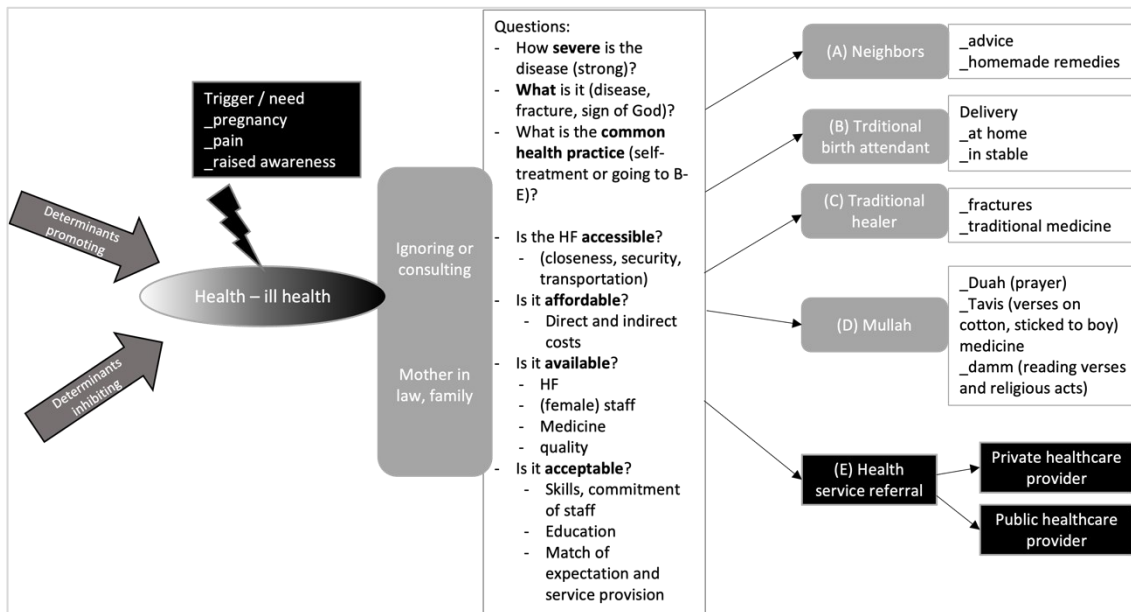 Determinants
promoting
Determinants
inhibiting
Trigger / need
_pregnancy
_pain
_raised awareness
Health – ill health
Ignoring or
consulting
Mother in
law, family
Questions:
- How severe is the
disease (strong)?
- What is it (disease,
fracture, sign of God)?
- What is the common
health practice (self-
treatment or going to B-
E)?
- Is the HF accessible?
- (closeness, security,
transportation)
- Is it affordable?
- Direct and indirect
costs
- Is it available?
- HF
- (female) staff
- Medicine
- quality
- Is it acceptable?
- Skills, commitment
of staff
- Education
- Match of
expectation and
service provision
(A) Neighbors
_advice
_homemade remedies
(B) Trditional
birth attendant
Delivery
_at home
_in stable
(C) Traditional
healer
_fractures
_traditional medicine
(D) Mullah
_Duah (prayer)
_Tavis (verses on
cotton, sticked to boy)
medicine
_damm (reading verses
and religious acts)
(E) Health
service referral
Private healthcare
provider
Public healthcare
provider